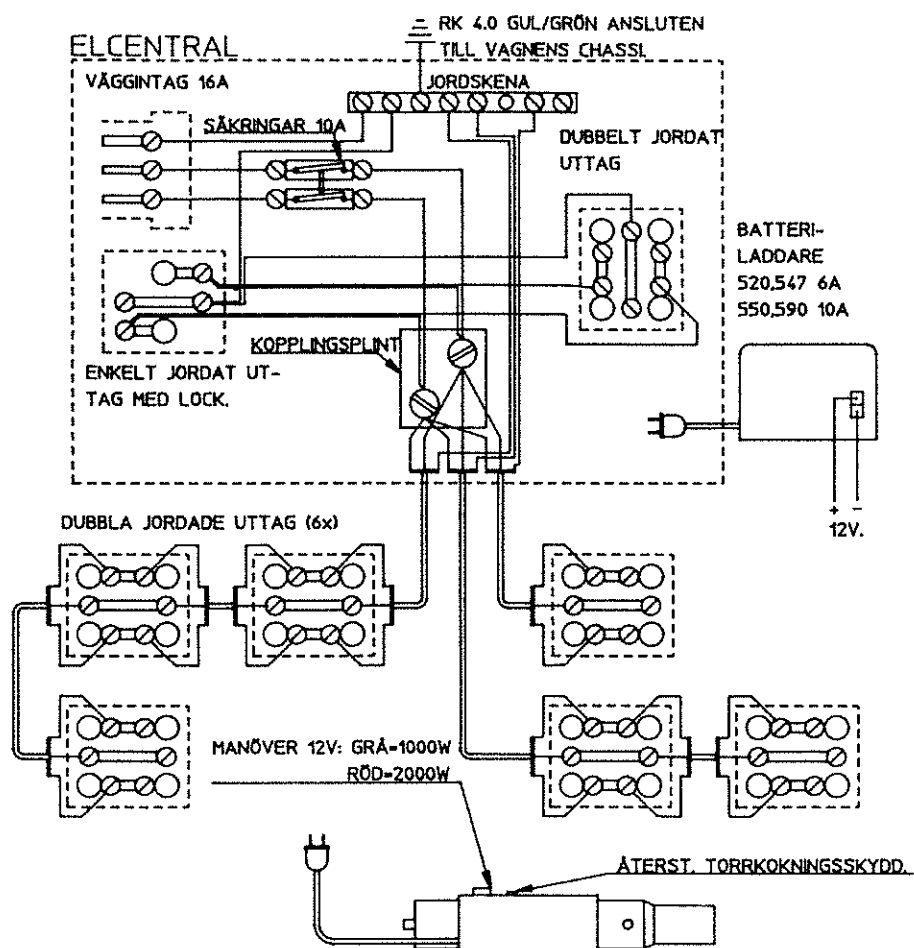 RK 4.0 GUL/GRÖN ANSLUTEN
TILL VAGNENS CHASSI.
ELCENTRAL
VÄGGINTAG 16A
JORDSKENA
SÄKRINGAR 10A
DUBBELT JORDAT
UTTAG
BATTERI-
LADDARE
520,547 6A
550,590 10A
KOPPLINGSPLINT
ENKELT JORDAT UT-
TAG MED LOCK.
+ -
12V.
DUBBLA JORDADE UTTAG (6x)
MANÖVER 12V: GRÅ=1000W
RÖD=2000W
ÅTERST. TORRKOKNINGSSKYDD.